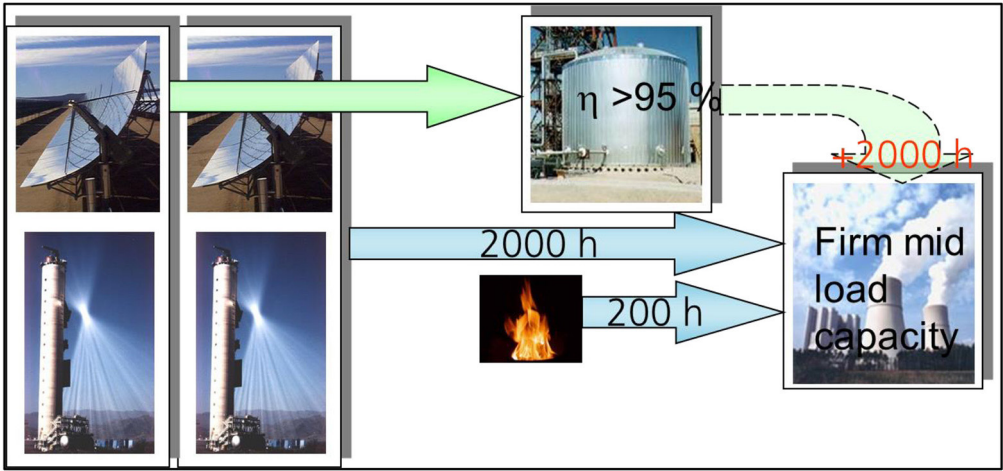 η >95 %
+2000 h
2000 h
200 h
Firm mid
load
capacity